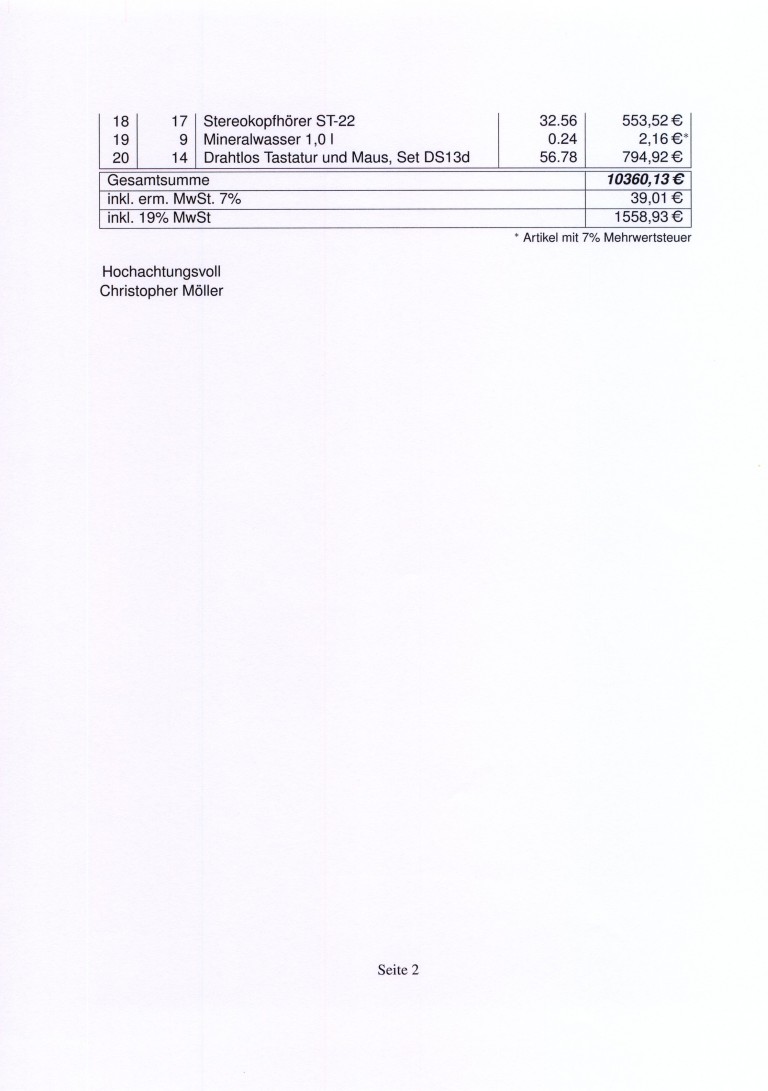 18 17 Stereokopfhörer ST-22 32.56 553,52 €
19 9 Mineralwasser 1,0 l 0.24 2,16 €*
20 14 Drahtlos Tastatur und Maus, Set DS13d 56.78 794,92 €
Gesamtsumme 10360,13 €
inkl. erm. MwSt. 7% 39,01 €
inkl. 19% MwSt 1558,93 €
* Artikel mit 7% Mehrwertsteuer
Hochachtungsvoll
Christopher Möller
Seite 2